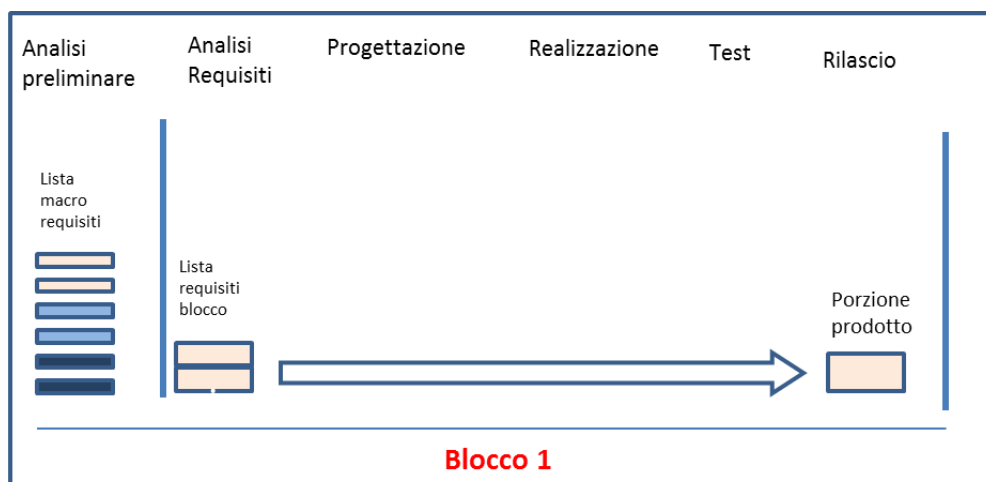 Analisi
preliminare
Analisi
Requisiti
Progettazione
Realizzazione
Test
Rilascio
Lista
macro
requisiti
Lista
requisiti
blocco
Porzione
prodotto
Blocco 1